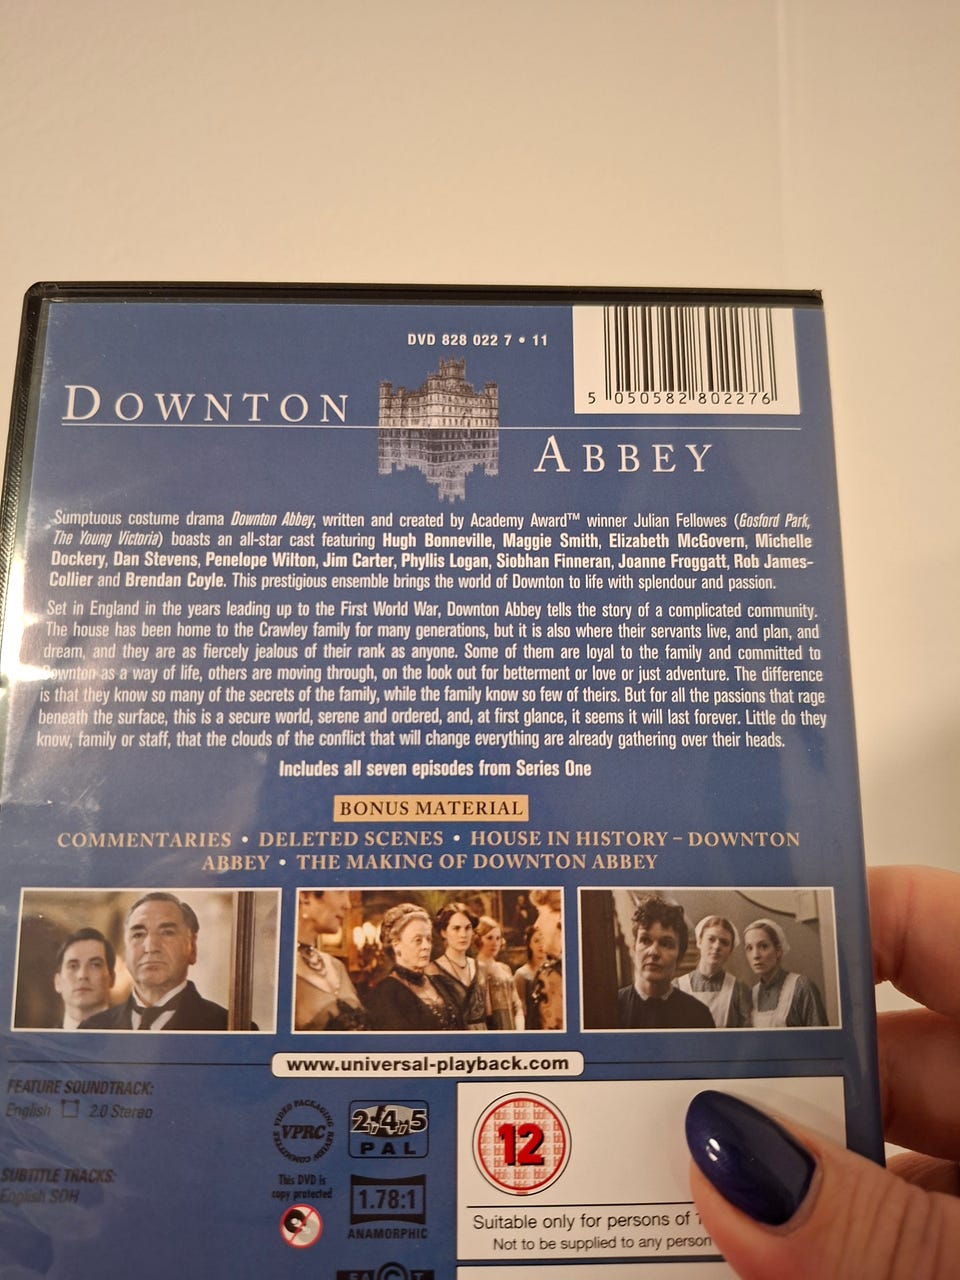 DVD 828 022 7 • 11
5 050582 802276
DOWNTON
ABBEY
Sumptuous costume drama Downton Abbey, written and created by Academy Award™ winner Julian Fellowes (Gosford Park,
The Young Victoria) boasts an all-star cast featuring Hugh Bonneville, Maggie Smith, Elizabeth McGovern, Michelle
Dockery, Dan Stevens, Penelope Wilton, Jim Carter, Phyllis Logan, Siobhan Finneran, Joanne Froggatt, Rob James-
Collier and Brendan Coyle. This prestigious ensemble brings the world of Downton to life with splendour and passion.
Set in England in the years leading up to the First World War, Downton Abbey tells the story of a complicated community.
The house has been home to the Crawley family for many generations, but it is also where their servants live, and plan, and
dream, and they are as fiercely jealous of their rank as anyone. Some of them are loyal to the family and committed to
Downton as a way of life, others are moving through, on the look out for betterment or love or just adventure. The difference
is that they know so many of the secrets of the family, while the family know so few of theirs. But for all the passions that rage
beneath the surface, this is a secure world, serene and ordered, and, at first glance, it seems it will last forever. Little do they
know, family or staff, that the clouds of the conflict that will change everything are already gathering over their heads.
Includes all seven episodes from Series One
BONUS MATERIAL
COMMENTARIES • DELETED SCENES • HOUSE IN HISTORY – DOWNTON
ABBEY • THE MAKING OF DOWNTON ABBEY
www.universal-playback.com
FEATURE SOUNDTRACK:
English 2.0 Stereo
SUBTITLE TRACKS:
English SDH
VIDEO PACKAGING REVIEW COMMITTEE
VPRC
This DVD is
copy protected
2,4,5
PAL
1.78:1
ANAMORPHIC
12
Suitable only for persons of
Not to be supplied to any person